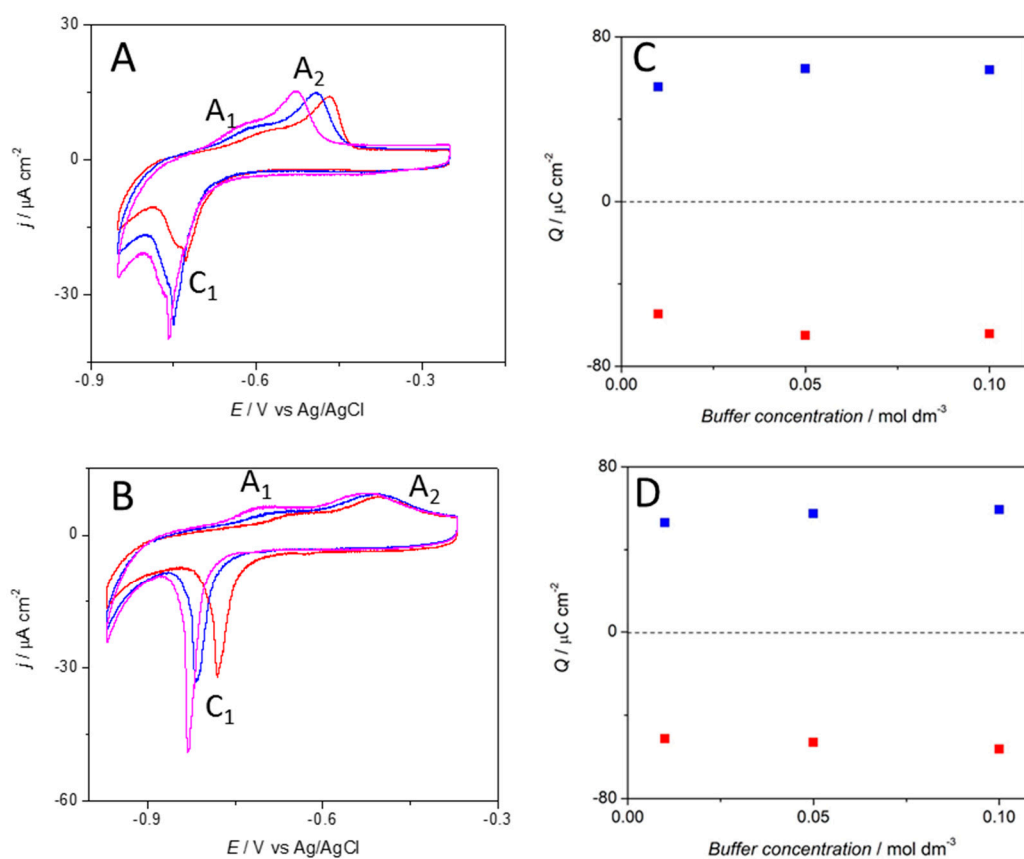 A
30
0
-30
A₁
A₂
C₁
-0.9
-0.6
-0.3
j / μA cm⁻²
E / V vs Ag/AgCl
C
80
0
-80
0.00
0.05
0.10
Q / μC cm⁻²
Buffer concentration / mol dm⁻³
B
0
-30
-60
A₁
A₂
C₁
-0.9
-0.6
-0.3
j / μA cm⁻²
E / V vs Ag/AgCl
D
80
0
-80
0.00
0.05
0.10
Q / μC cm⁻²
Buffer concentration / mol dm⁻³